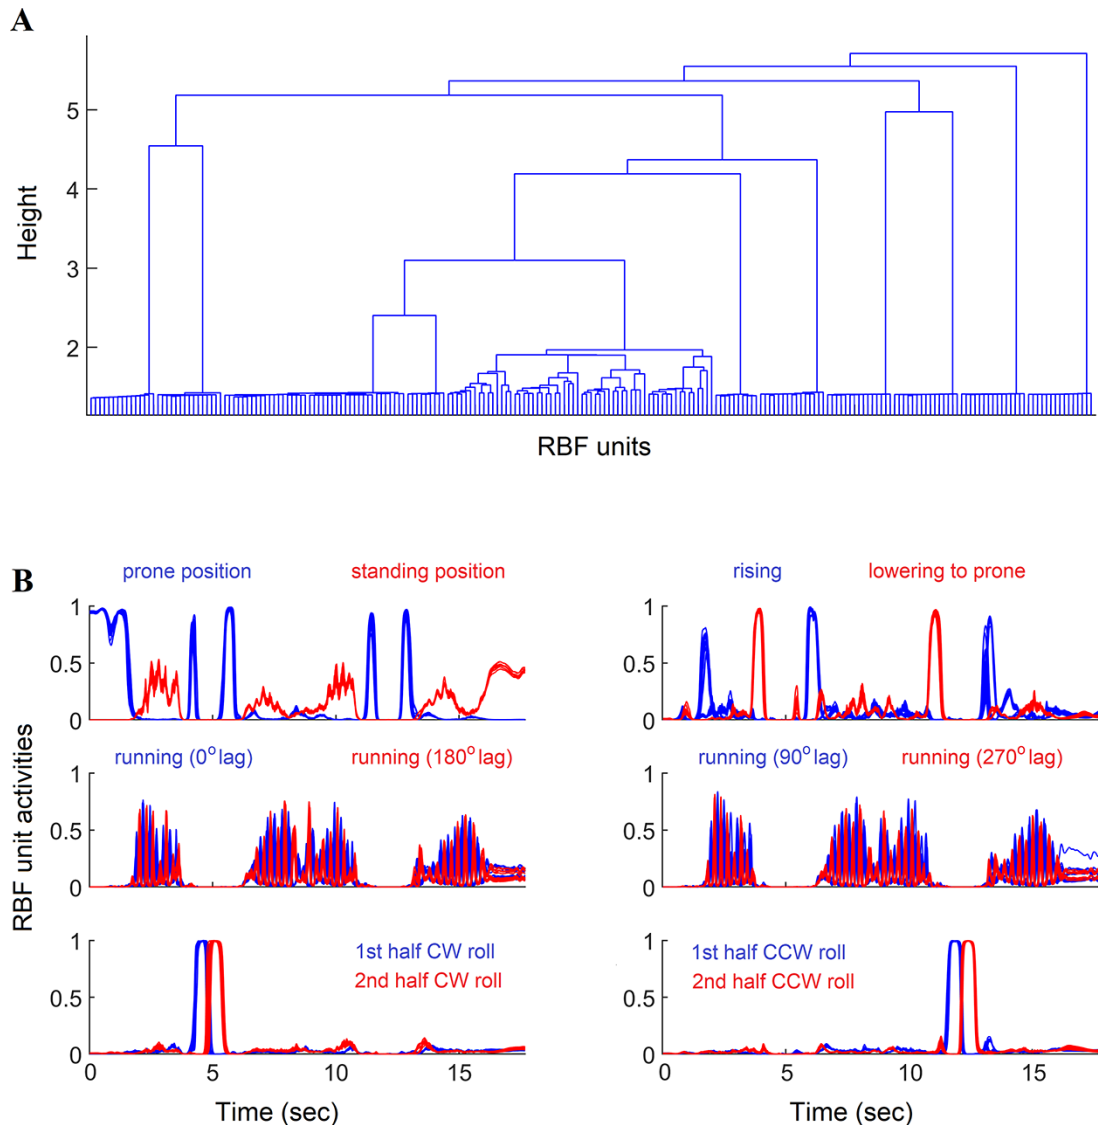 A
Height
5
4
3
2
RBF units
B
RBF unit activities
prone position standing position
1
0.5
0
rising lowering to prone
1
0.5
0
running (0° lag) running (180° lag)
1
0.5
0
running (90° lag) running (270° lag)
1
0.5
0
1st half CW roll
2nd half CW roll
1
0.5
0
0 5 10 15
Time (sec)
1st half CCW roll
2nd half CCW roll
1
0.5
0
0 5 10 15
Time (sec)